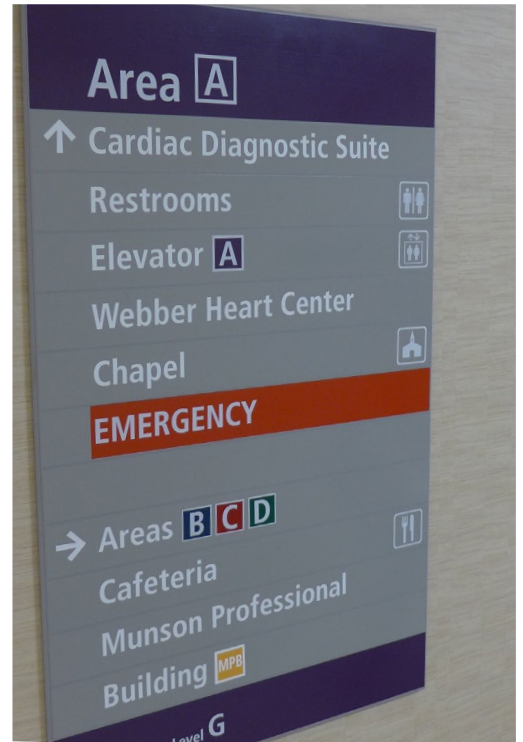 Area A
Cardiac Diagnostic Suite
Restrooms
Elevator A
Webber Heart Center
Chapel
EMERGENCY
Areas B C D
Cafeteria
Munson Professional
Building MPB
Level G